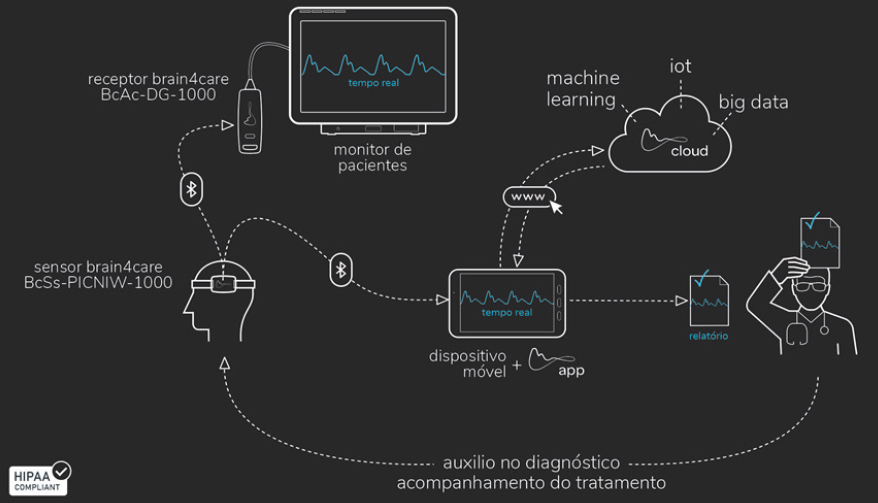 receptor brain4care
BcAc-DG-1000
tempo real
monitor de
pacientes
machine
learning
iot
big data
cloud
www
sensor brain4care
BcSs-PICNIW-1000
tempo real
dispositivo
móvel
+
app
relatório
auxilio no diagnóstico
acompanhamento do tratamento
HIPAA
COMPLIANT